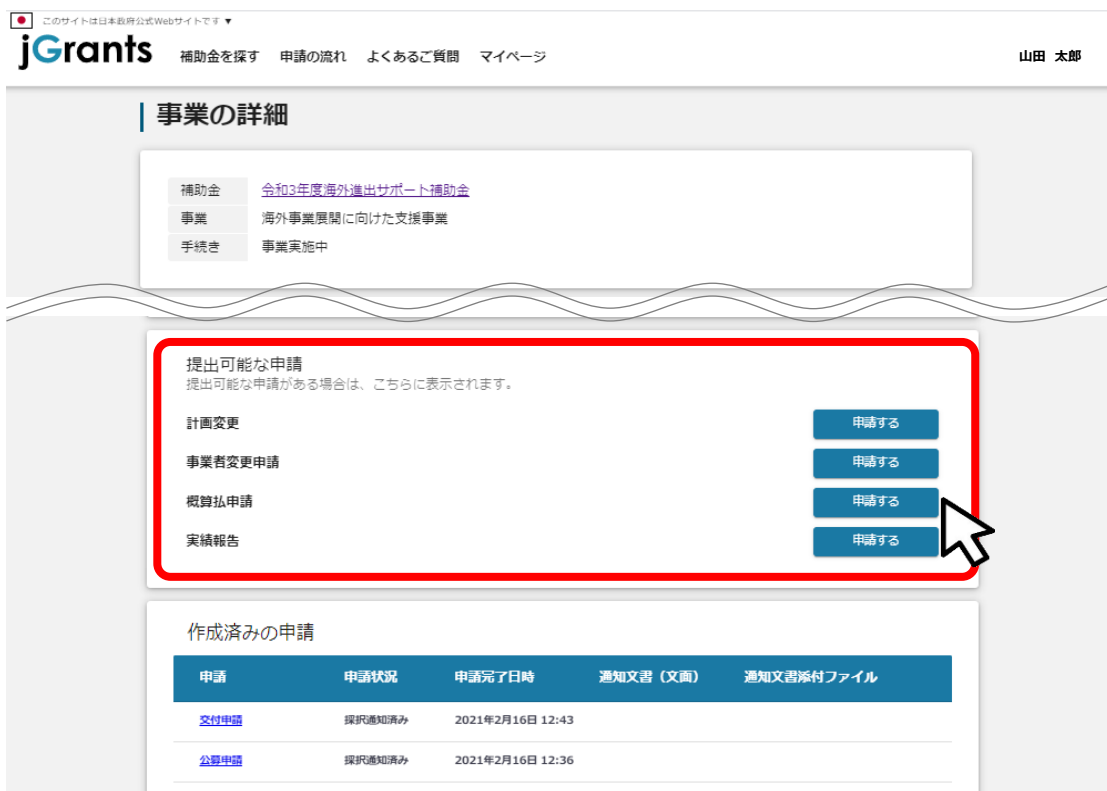 このサイトは日本政府公式Webサイトです ▼
jGrants 補助金を探す 申請の流れ よくあるご質問 マイページ 山田 太郎
事業の詳細
補助金 令和3年度海外進出サポート補助金
事業 海外事業展開に向けた支援事業
手続き 事業実施中
提出可能な申請
提出可能な申請がある場合は、こちらに表示されます。
計画変更 申請する
事業者変更申請 申請する
概算払申請 申請する
実績報告 申請する
作成済みの申請
申請 申請状況 申請完了日時 通知文書（文面） 通知文書添付ファイル
交付申請 採択通知済み 2021年2月16日 12:43
公募申請 採択通知済み 2021年2月16日 12:36